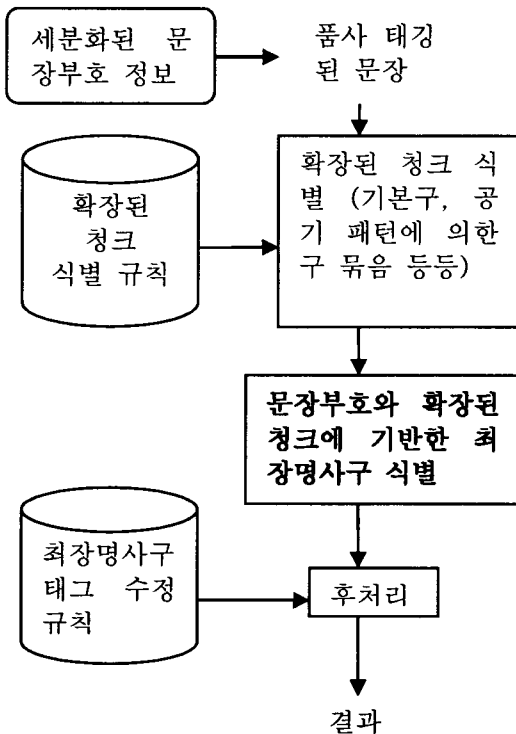 세분화된 문
장부호 정보
품사 태깅
된 문장
확장된
청크
식별 규칙
확장된 청크 식
별 (기본구, 공
기 패턴에 의한
구 묶음 등등)
문장부호와 확장된
청크에 기반한 최
장명사구 식별
최장명사구
태그 수정
규칙
후처리
결과